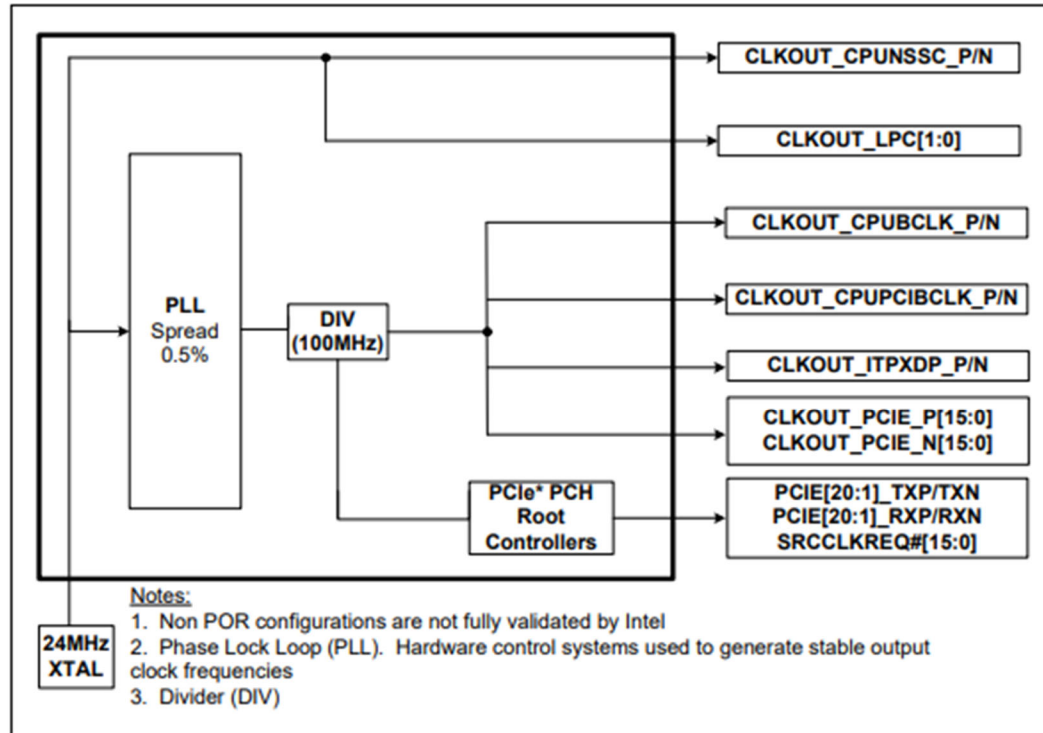 CLKOUT_CPUNSSC_P/N
CLKOUT_LPC[1:0]
CLKOUT_CPUBCLK_P/N
PLL
Spread
0.5%
DIV
(100MHz)
CLKOUT_CPUPCIBCLK_P/N
CLKOUT_ITPXDP_P/N
CLKOUT_PCIE_P[15:0]
CLKOUT_PCIE_N[15:0]
PCIe* PCH
Root
Controllers
PCIE[20:1]_TXP/TXN
PCIE[20:1]_RXP/RXN
SRCCLKREQ#[15:0]
24MHz
XTAL
Notes:
1. Non POR configurations are not fully validated by Intel
2. Phase Lock Loop (PLL). Hardware control systems used to generate stable output
clock frequencies
3. Divider (DIV)